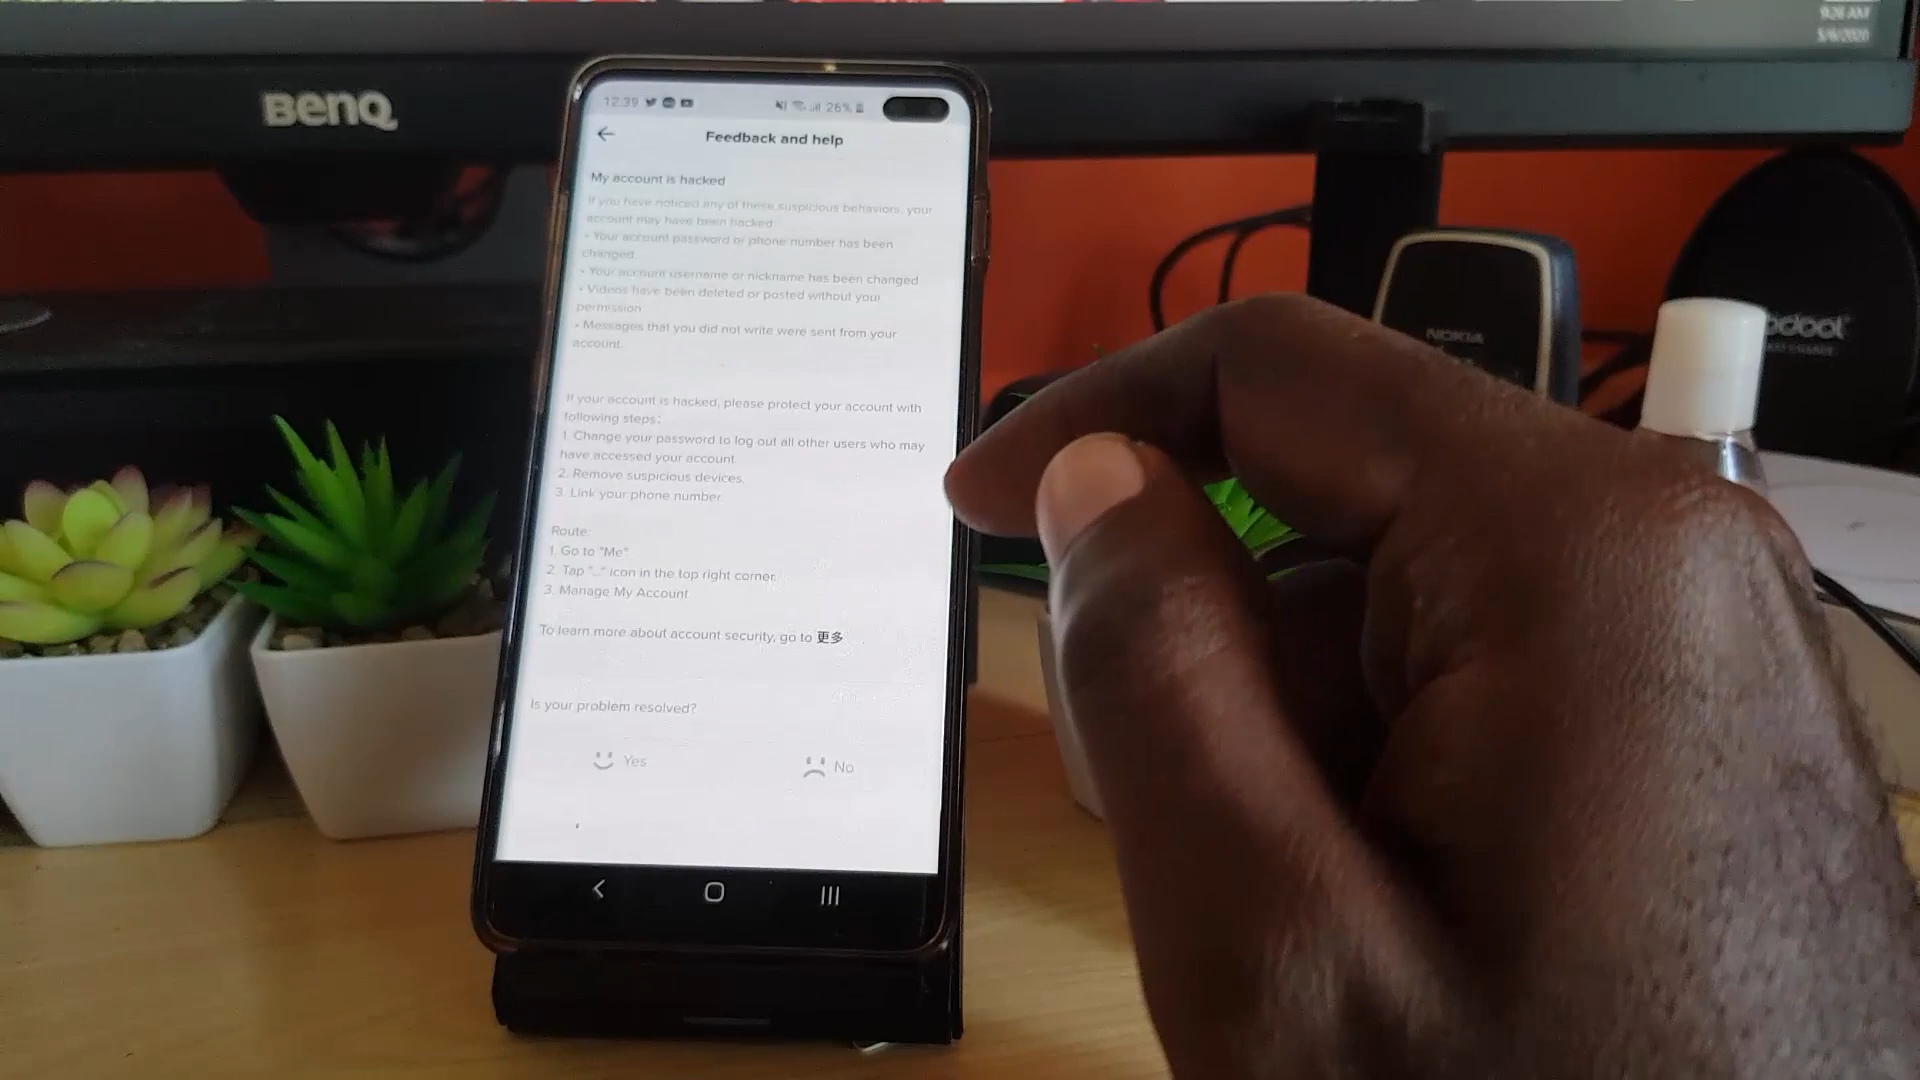 9:28 AM
5/6/2020
BenQ
12:39
26%
Feedback and help
My account is hacked
If you have noticed any of these suspicious behaviors, your
account may have been hacked:
• Your account password or phone number has been
changed.
• Your account username or nickname has been changed
• Videos have been deleted or posted without your
permission
• Messages that you did not write were sent from your
account.
If your account is hacked, please protect your account with
following steps:
1. Change your password to log out all other users who may
have accessed your account.
2. Remove suspicious devices.
3. Link your phone number.
Route:
1. Go to "Me"
2. Tap "..." icon in the top right corner.
3. Manage My Account
To learn more about account security, go to 更多
Is your problem resolved?
Yes
No
NOKIA